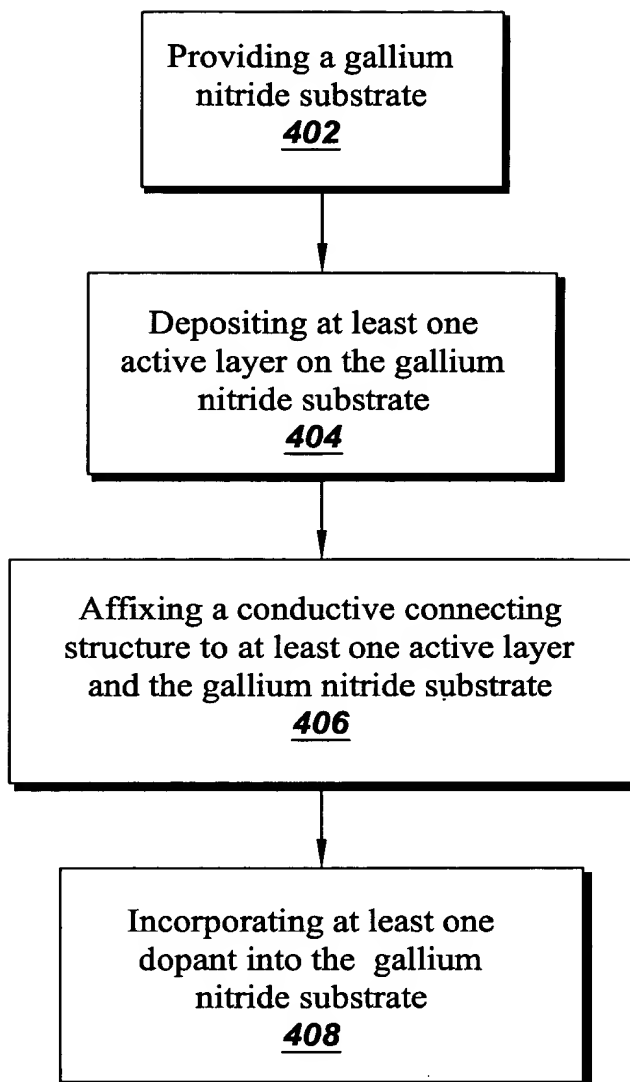 Providing a gallium
nitride substrate
402
Depositing at least one
active layer on the gallium
nitride substrate
404
Affixing a conductive connecting
structure to at least one active layer
and the gallium nitride substrate
406
Incorporating at least one
dopant into the gallium
nitride substrate
408